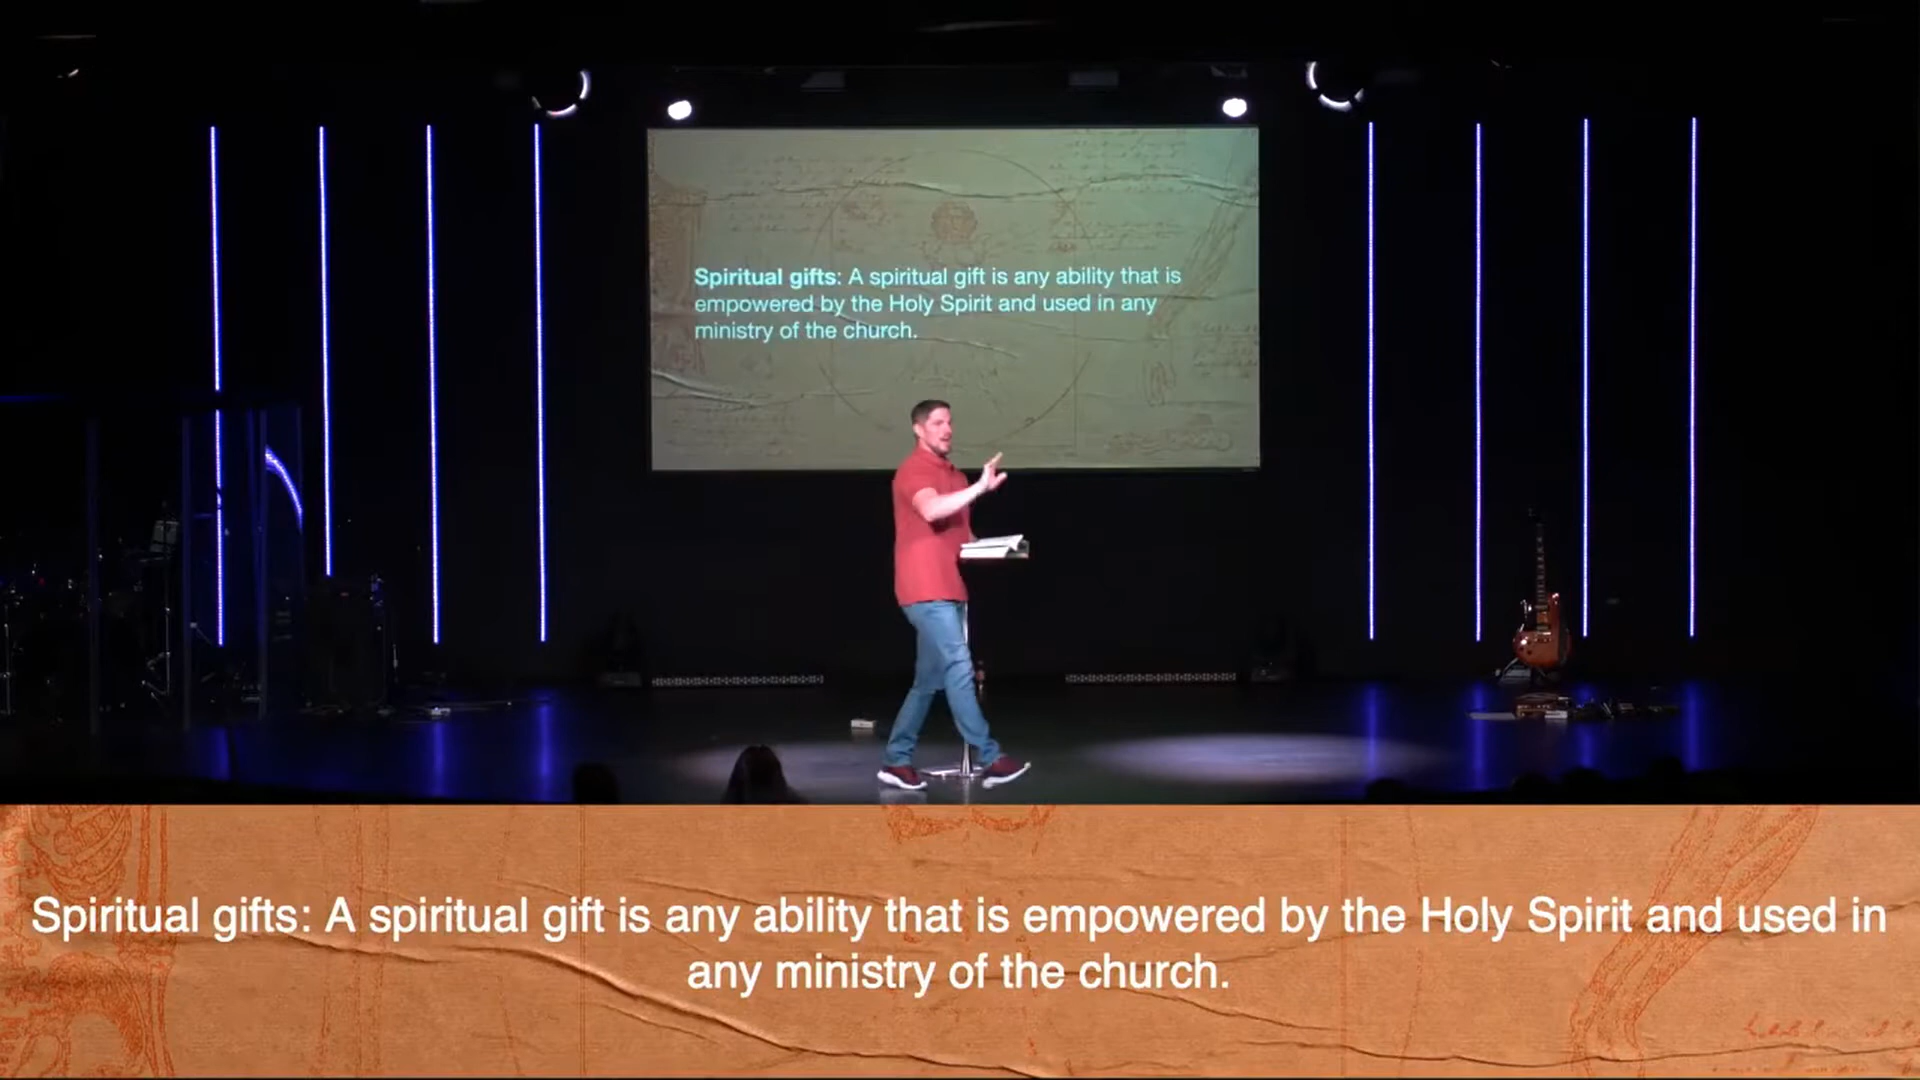 Spiritual gifts: A spiritual gift is any ability that is
empowered by the Holy Spirit and used in any
ministry of the church.
Spiritual gifts: A spiritual gift is any ability that is empowered by the Holy Spirit and used in
any ministry of the church.